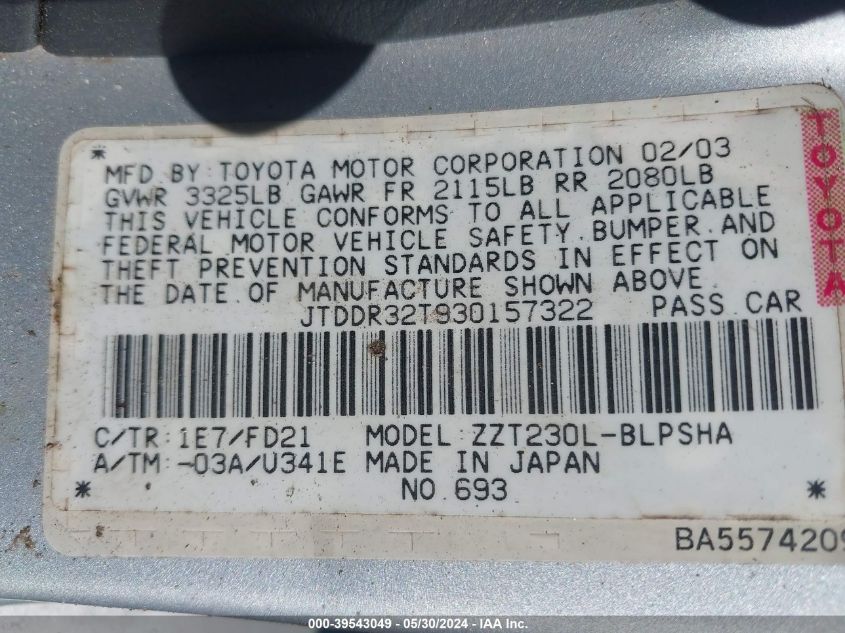 * MFD BY TOYOTA MOTOR CORPORATION 02/03
GVWR 3325LB GAWR FR 2115LB RR 2080LB
THIS VEHICLE CONFORMS TO ALL APPLICABLE
FEDERAL MOTOR VEHICLE SAFETY, BUMPER, AND
THEFT PREVENTION STANDARDS IN EFFECT ON
THE DATE OF MANUFACTURE SHOWN ABOVE.
JTDDR32T930157322 PASS CAR
C/TR: 1E7/FD21 MODEL: ZZT230L-BLPSHA
A/TM: -03A/U341E MADE IN JAPAN
* NO. 693 *
BA5574209
TOYOTA
000-39543049 - 05/30/2024 - IAA Inc.